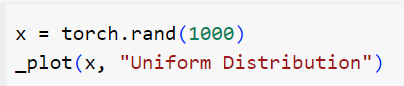 x = torch.rand(1000)
_plot(x, "Uniform Distribution")